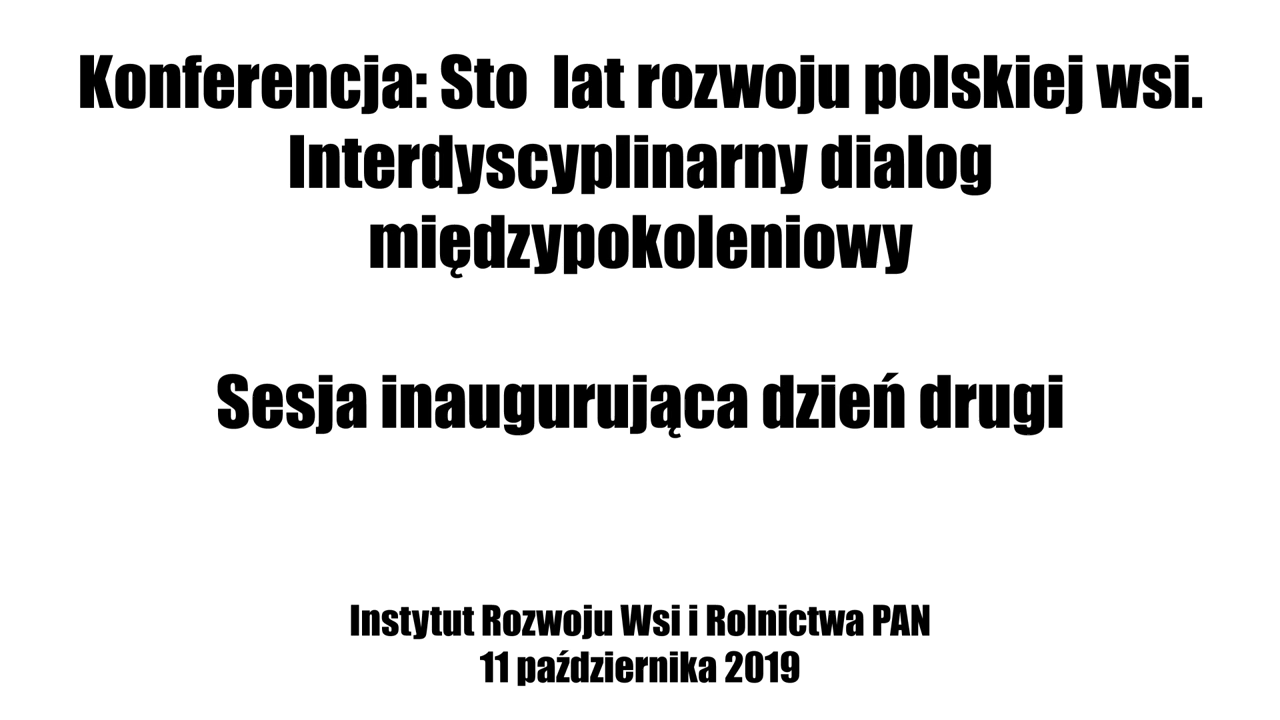 Konferencja: Sto  lat rozwoju polskiej wsi.
Interdyscyplinarny dialog
międzypokoleniowy
Sesja inaugurująca dzień drugi
Instytut Rozwoju Wsi i Rolnictwa PAN
11 października 2019